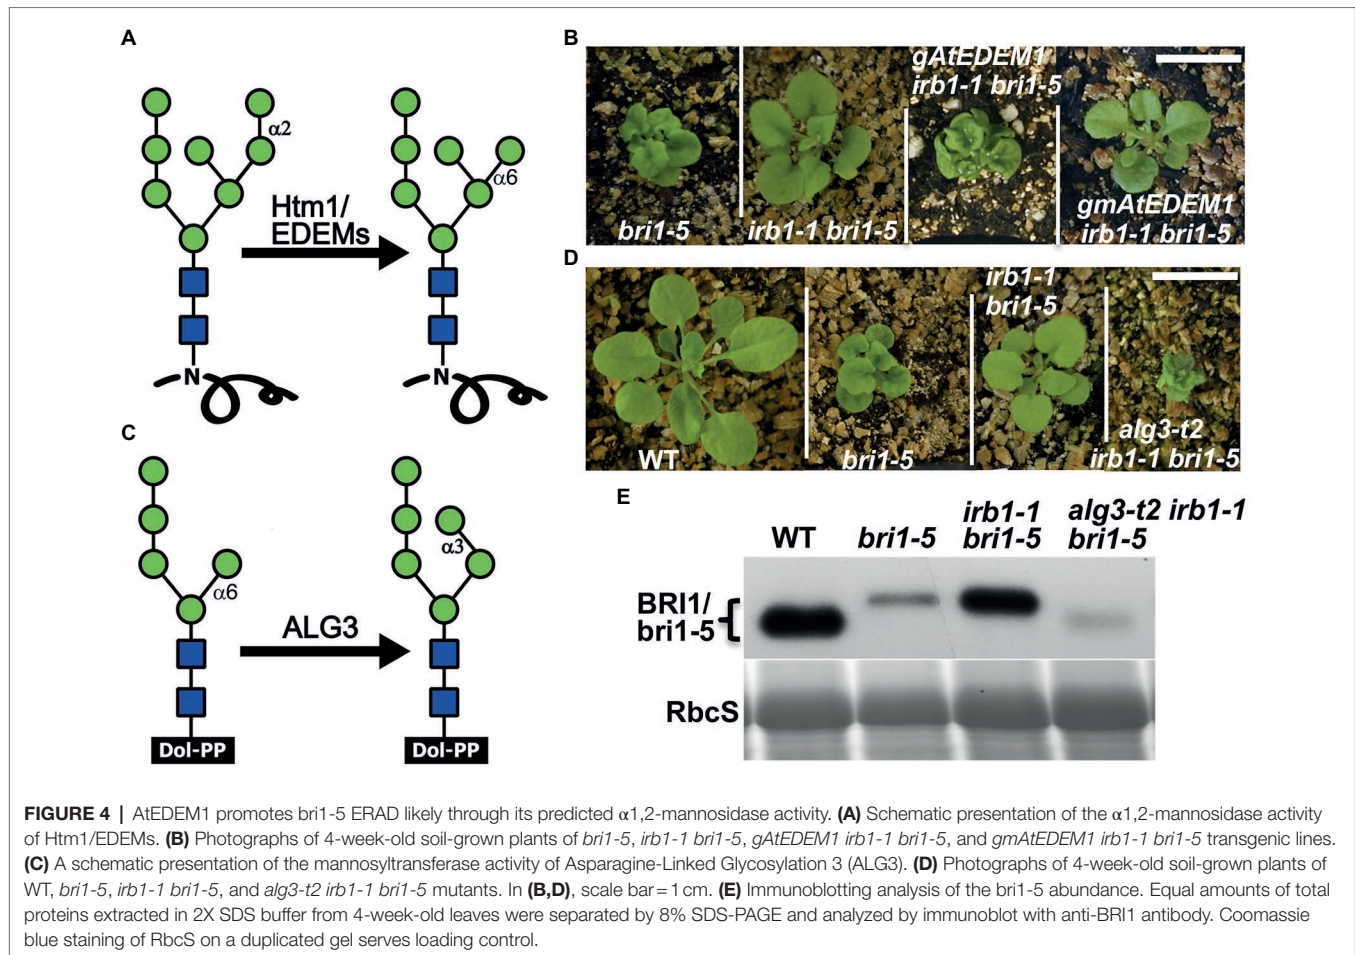 A
α2
Htm1/
EDEMs
α6
N
N
B
bri1-5
irb1-1 bri1-5
gAtEDEM1
irb1-1 bri1-5
gmAtEDEM1
irb1-1 bri1-5
C
α6
ALG3
α3
Dol-PP
Dol-PP
D
WT
bri1-5
irb1-1
bri1-5
alg3-t2
irb1-1 bri1-5
E
WT
bri1-5
irb1-1
bri1-5
alg3-t2 irb1-1
bri1-5
BRI1/
bri1-5
RbcS
FIGURE 4 | AtEDEM1 promotes bri1-5 ERAD likely through its predicted α1,2-mannosidase activity. (A) Schematic presentation of the α1,2-mannosidase activity
of Htm1/EDEMs. (B) Photographs of 4-week-old soil-grown plants of bri1-5, irb1-1 bri1-5, gAtEDEM1 irb1-1 bri1-5, and gmAtEDEM1 irb1-1 bri1-5 transgenic lines.
(C) A schematic presentation of the mannosyltransferase activity of Asparagine-Linked Glycosylation 3 (ALG3). (D) Photographs of 4-week-old soil-grown plants of
WT, bri1-5, irb1-1 bri1-5, and alg3-t2 irb1-1 bri1-5 mutants. In (B,D), scale bar = 1 cm. (E) Immunoblotting analysis of the bri1-5 abundance. Equal amounts of total
proteins extracted in 2X SDS buffer from 4-week-old leaves were separated by 8% SDS-PAGE and analyzed by immunoblot with anti-BRI1 antibody. Coomassie
blue staining of RbcS on a duplicated gel serves loading control.